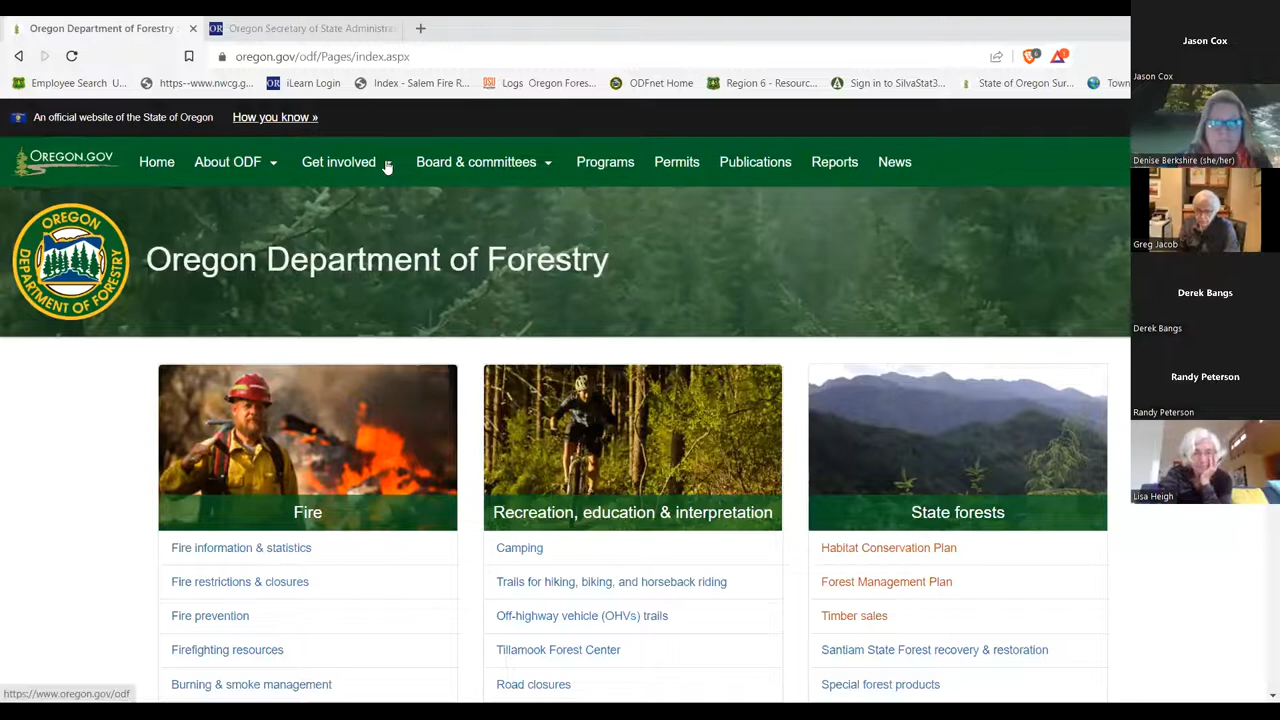 Oregon Department of Forestry
Oregon Secretary of State Administra
oregon.gov/odf/Pages/index.aspx
Employee Search U...
https--www.nwcg.g...
OR
iLearn Login
Index - Salem Fire R...
OSU
Logs Oregon Fores...
ODFnet Home
Region 6 - Resourc...
Sign in to SilvaStat3...
State of Oregon Sur...
Town
An official website of the State of Oregon
How you know »
OREGON.GOV
Home
About ODF
Get involved
Board & committees
Programs
Permits
Publications
Reports
News
OREGON
DEPARTMENT OF FORESTRY
Oregon Department of Forestry
Fire
Fire information & statistics
Fire restrictions & closures
Fire prevention
Firefighting resources
Burning & smoke management
Recreation, education & interpretation
Camping
Trails for hiking, biking, and horseback riding
Off-highway vehicle (OHVs) trails
Tillamook Forest Center
Road closures
State forests
Habitat Conservation Plan
Forest Management Plan
Timber sales
Santiam State Forest recovery & restoration
Special forest products
https://www.oregon.gov/odf
Jason Cox
Jason Cox
Denise Berkshire (she/her)
Greg Jacob
Derek Bangs
Derek Bangs
Randy Peterson
Randy Peterson
Lisa Heigh